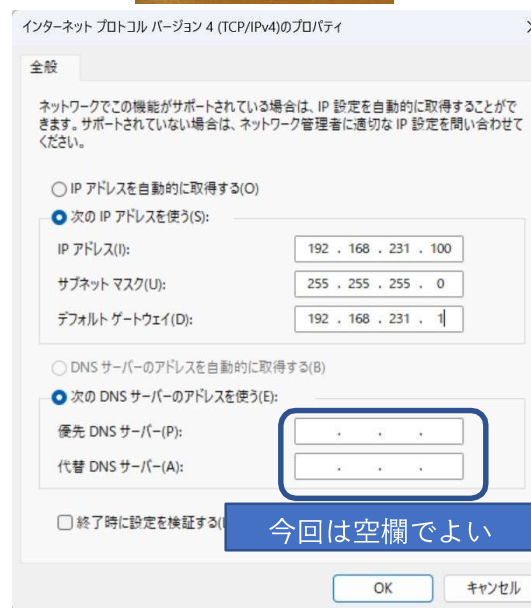 インターネット プロトコル バージョン 4 (TCP/IPv4)のプロパティ
全般
ネットワークでこの機能がサポートされている場合は、IP 設定を自動的に取得することがで
きます。サポートされていない場合は、ネットワーク管理者に適切な IP 設定を問い合わせて
ください。
IP アドレスを自動的に取得する(O)
次の IP アドレスを使う(S):
IP アドレス(I): 192 . 168 . 231 . 100
サブネット マスク(U): 255 . 255 . 255 . 0
デフォルト ゲートウェイ(D): 192 . 168 . 231 . 1
DNS サーバーのアドレスを自動的に取得する(B)
次の DNS サーバーのアドレスを使う(E):
優先 DNS サーバー(P): . . .
代替 DNS サーバー(A): . . .
終了時に設定を検証する(
今回は空欄でよい
OK キャンセル